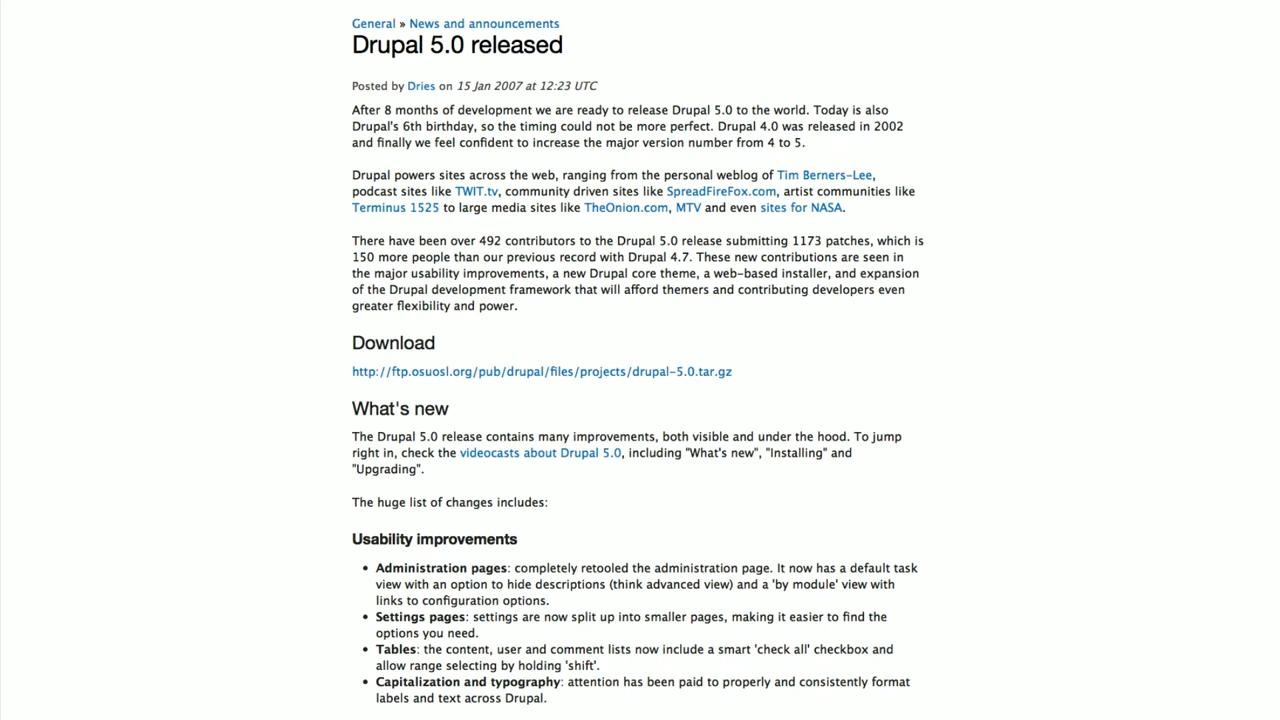 General » News and announcements
Drupal 5.0 released
Posted by Dries on 15 Jan 2007 at 12:23 UTC
After 8 months of development we are ready to release Drupal 5.0 to the world. Today is also
Drupal's 6th birthday, so the timing could not be more perfect. Drupal 4.0 was released in 2002
and finally we feel confident to increase the major version number from 4 to 5.
Drupal powers sites across the web, ranging from the personal weblog of Tim Berners-Lee,
podcast sites like TWIT.tv, community driven sites like SpreadFireFox.com, artist communities like
Terminus 1525 to large media sites like TheOnion.com, MTV and even sites for NASA.
There have been over 492 contributors to the Drupal 5.0 release submitting 1173 patches, which is
150 more people than our previous record with Drupal 4.7. These new contributions are seen in
the major usability improvements, a new Drupal core theme, a web-based installer, and expansion
of the Drupal development framework that will afford themers and contributing developers even
greater flexibility and power.
Download
http://ftp.osuosl.org/pub/drupal/files/projects/drupal-5.0.tar.gz
What's new
The Drupal 5.0 release contains many improvements, both visible and under the hood. To jump
right in, check the videocasts about Drupal 5.0, including "What's new", "Installing" and
"Upgrading".
The huge list of changes includes:
Usability improvements
• Administration pages: completely retooled the administration page. It now has a default task
view with an option to hide descriptions (think advanced view) and a 'by module' view with
links to configuration options.
• Settings pages: settings are now split up into smaller pages, making it easier to find the
options you need.
• Tables: the content, user and comment lists now include a smart 'check all' checkbox and
allow range selecting by holding 'shift'.
• Capitalization and typography: attention has been paid to properly and consistently format
labels and text across Drupal.